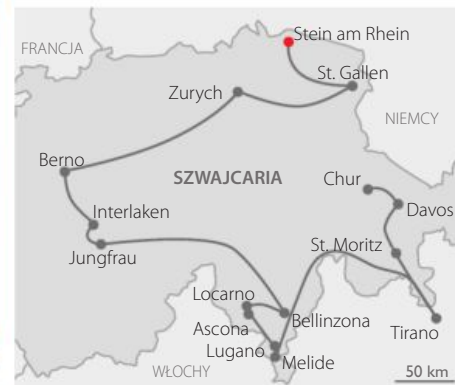 FRANCJA
Stein am Rhein
St. Gallen
Zurych
NIEMCY
Berno
SZWAJCARIA
Chur
Davos
Interlaken
Jungfrau
St. Moritz
Locarno
Ascona
Bellinzona
Lugano
Tirano
WŁOCHY
Melide
50 km